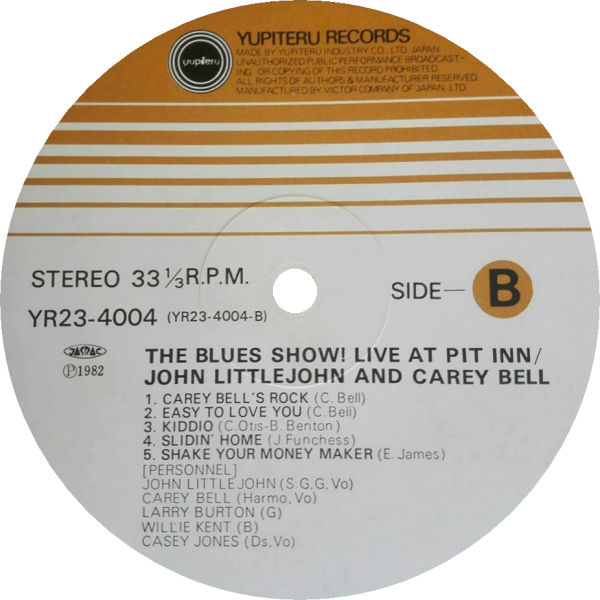 YUPITERU RECORDS
MADE BY YUPITERU INDUSTRY CO., LTD. JAPAN
UNAUTHORIZED PUBLIC PERFORMANCE BROADCAST-
ING OR COPYING OF THIS RECORD PROHIBITED.
ALL RIGHTS OF AUTHORS & MANUFACTURER RESERVED
MANUFACTURED BY VICTOR COMPANY OF JAPAN, LTD.
yupiteru
STEREO 33 1/3 R.P.M.
SIDE—B
YR23-4004 (YR23-4004-B)
JASRAC
Ⓟ1982
THE BLUES SHOW! LIVE AT PIT INN/
JOHN LITTLEJOHN AND CAREY BELL
1. CAREY BELL'S ROCK (C. Bell)
2. EASY TO LOVE YOU (C. Bell)
3. KIDDIO (C.Otis-B. Benton)
4. SLIDIN' HOME (J.Funchess)
5. SHAKE YOUR MONEY MAKER (E. James)
[PERSONNEL]
JOHN LITTLEJOHN (S.G,G,Vo)
CAREY BELL (Harmo,Vo)
LARRY BURTON (G)
WILLIE KENT (B)
CASEY JONES (Ds,Vo)